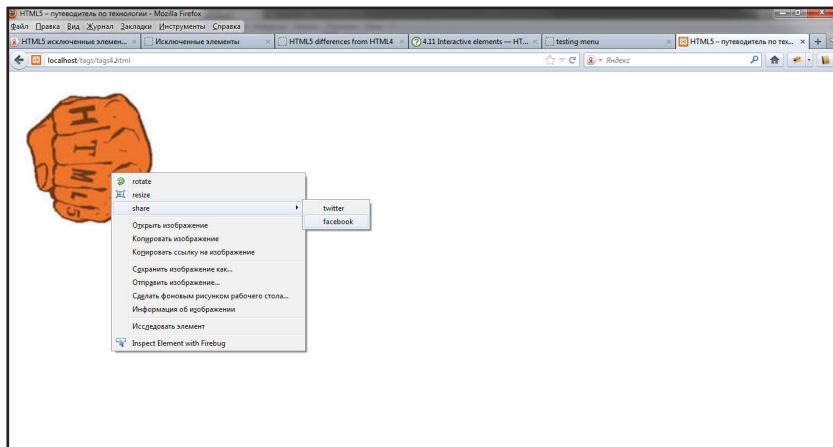 HTML5 – путеводитель по технологии - Mozilla Firefox
Файл Правка Вид Журнал Закладки Инструменты Справка
HTML5 исключенные элемен...
Исключенные элементы
HTML5 differences from HTML4
4.11 Interactive elements — HT...
testing menu
HTML5 – путеводитель по тех...
localhost/tags/tags4.html
Яндекс
HTML5
rotate
resize
share
twitter
facebook
Открыть изображение
Копировать изображение
Копировать ссылку на изображение
Сохранить изображение как...
Отправить изображение...
Сделать фоновым рисунком рабочего стола...
Информация об изображении
Исследовать элемент
Inspect Element with Firebug